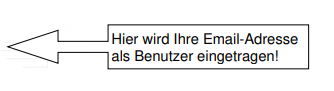 Hier wird Ihre Email-Adresse
als Benutzer eingetragen!